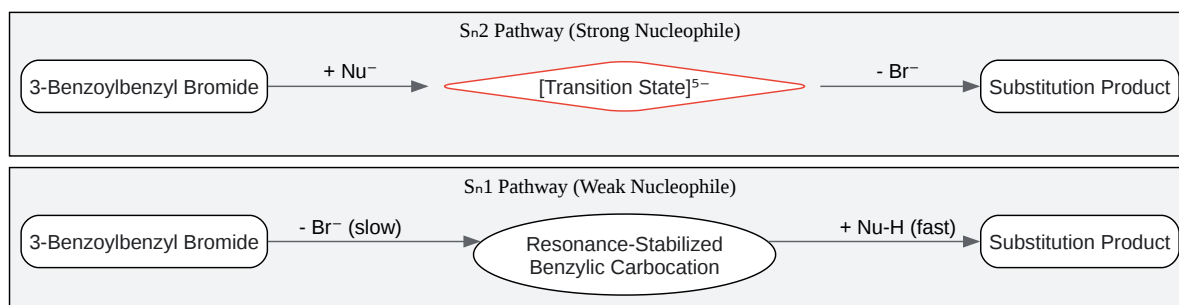 Sₙ2 Pathway (Strong Nucleophile)
3-Benzoylbenzyl Bromide
+ Nu⁻
[Transition State]⁵⁻
- Br⁻
Substitution Product
Sₙ1 Pathway (Weak Nucleophile)
3-Benzoylbenzyl Bromide
- Br⁻ (slow)
Resonance-Stabilized
Benzylic Carbocation
+ Nu-H (fast)
Substitution Product